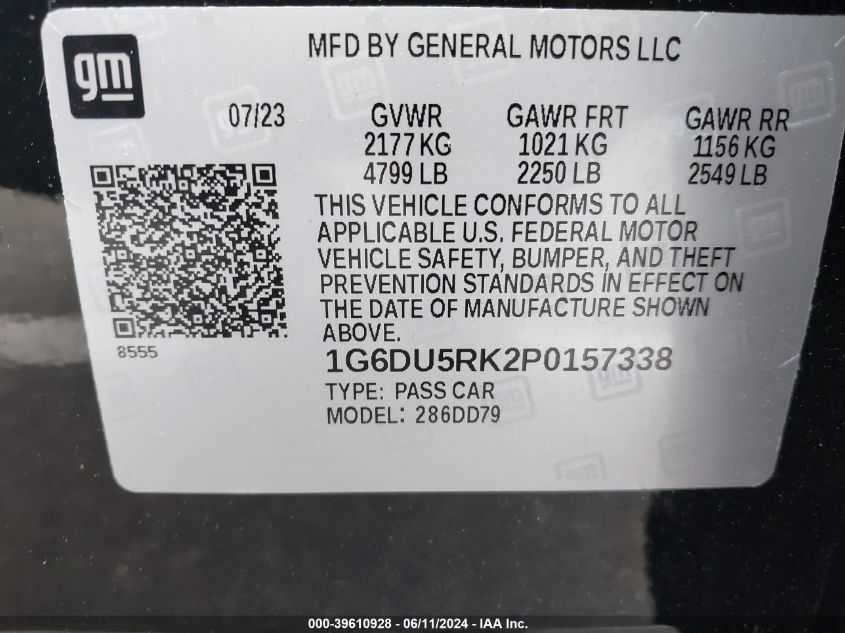 gm
MFD BY GENERAL MOTORS LLC
07/23 GVWR GAWR FRT GAWR RR
2177 KG 1021 KG 1156 KG
4799 LB 2250 LB 2549 LB
THIS VEHICLE CONFORMS TO ALL
APPLICABLE U.S. FEDERAL MOTOR
VEHICLE SAFETY, BUMPER, AND THEFT
PREVENTION STANDARDS IN EFFECT ON
THE DATE OF MANUFACTURE SHOWN
ABOVE.
8555
1G6DU5RK2P0157338
TYPE: PASS CAR
MODEL: 286DD79
000-39610928 - 06/11/2024 - IAA Inc.